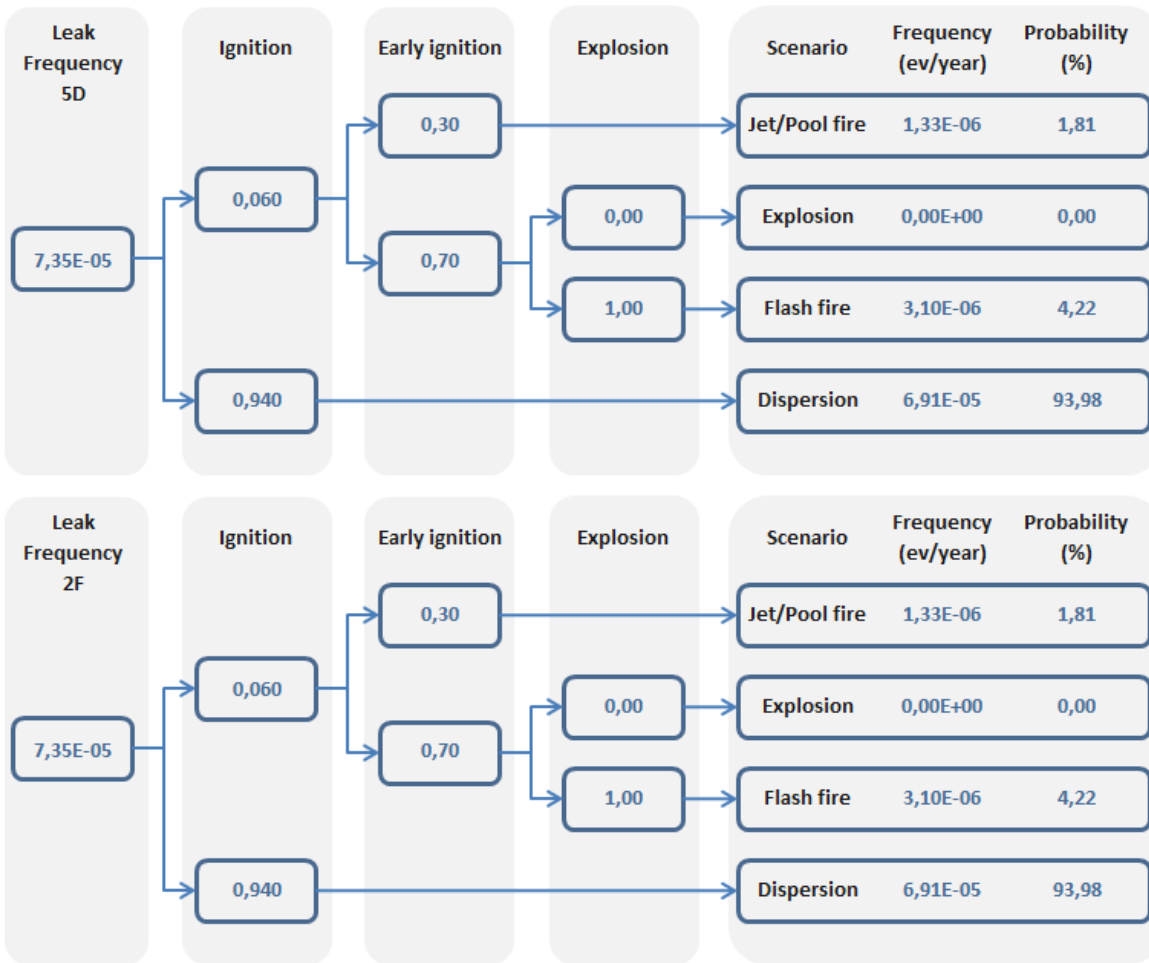 Leak
Frequency
5D
Ignition
Early ignition
Explosion
Scenario
Frequency
(ev/year)
Probability
(%)
0,30
Jet/Pool fire 1,33E-06 1,81
0,060
0,00
Explosion 0,00E+00 0,00
7,35E-05
0,70
1,00
Flash fire 3,10E-06 4,22
0,940
Dispersion 6,91E-05 93,98
Leak
Frequency
2F
Ignition
Early ignition
Explosion
Scenario
Frequency
(ev/year)
Probability
(%)
0,30
Jet/Pool fire 1,33E-06 1,81
0,060
0,00
Explosion 0,00E+00 0,00
7,35E-05
0,70
1,00
Flash fire 3,10E-06 4,22
0,940
Dispersion 6,91E-05 93,98